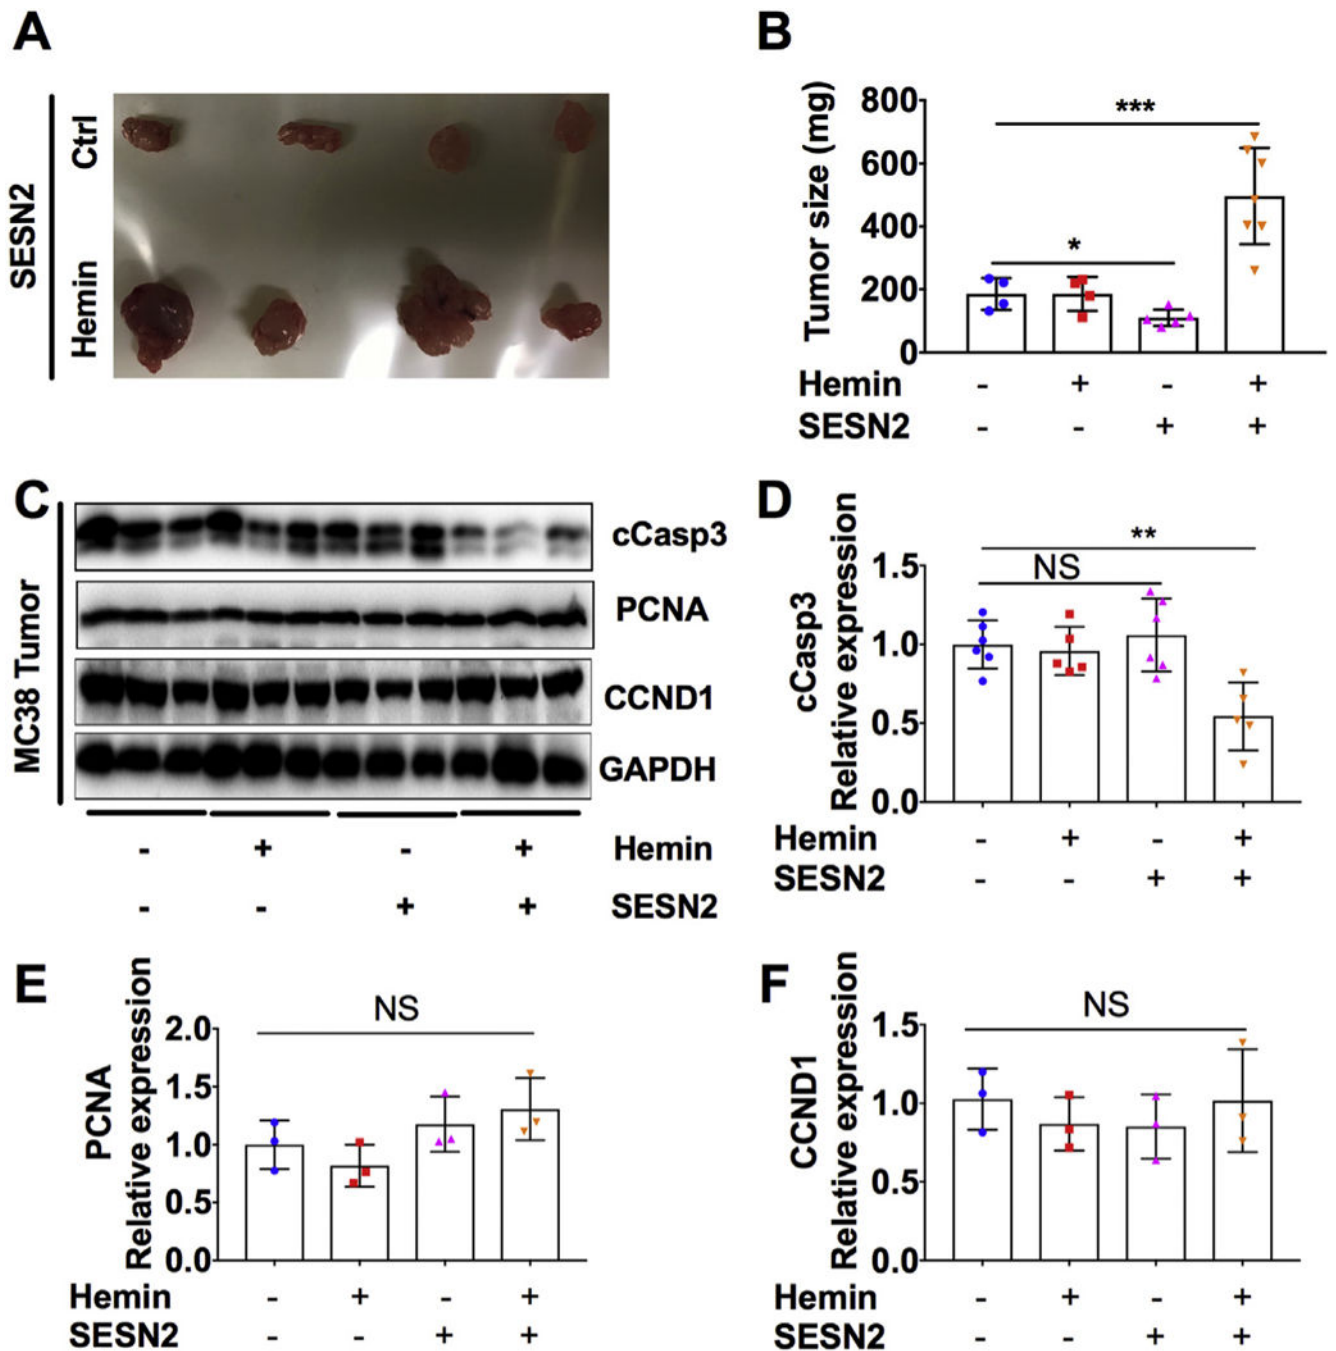 A
SESN2
Ctrl
Hemin
B
Tumor size (mg)
800
600
400
200
0
***
*
Hemin - + - +
SESN2 - - + +
C
MC38 Tumor
cCasp3
PCNA
CCND1
GAPDH
- + - + Hemin
- - + + SESN2
D
cCasp3
Relative expression
1.5
1.0
0.5
0.0
**
NS
Hemin - + - +
SESN2 - - + +
E
PCNA
Relative expression
2.0
1.5
1.0
0.5
0.0
NS
Hemin - + - +
SESN2 - - + +
F
CCND1
Relative expression
1.5
1.0
0.5
0.0
NS
Hemin - + - +
SESN2 - - + +